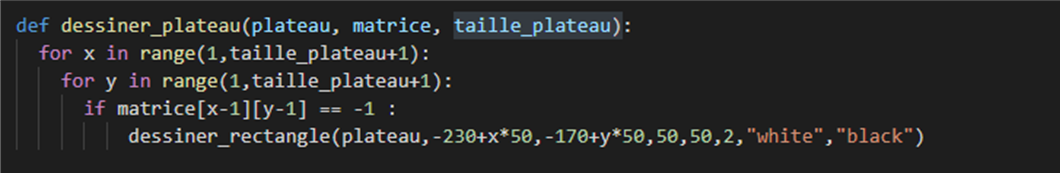 def dessiner_plateau(plateau, matrice, taille_plateau):
for x in range(1,taille_plateau+1):
for y in range(1,taille_plateau+1):
if matrice[x-1][y-1] == -1 :
dessiner_rectangle(plateau,-230+x*50,-170+y*50,50,50,2,"white","black")